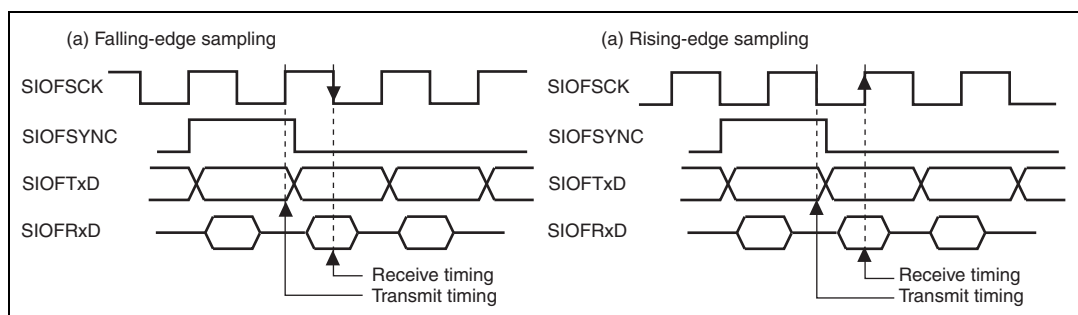 (a) Falling-edge sampling
SIOFSCK
SIOFSYNC
SIOFTxD
SIOFRxD
Receive timing
Transmit timing
(a) Rising-edge sampling
SIOFSCK
SIOFSYNC
SIOFTxD
SIOFRxD
Receive timing
Transmit timing